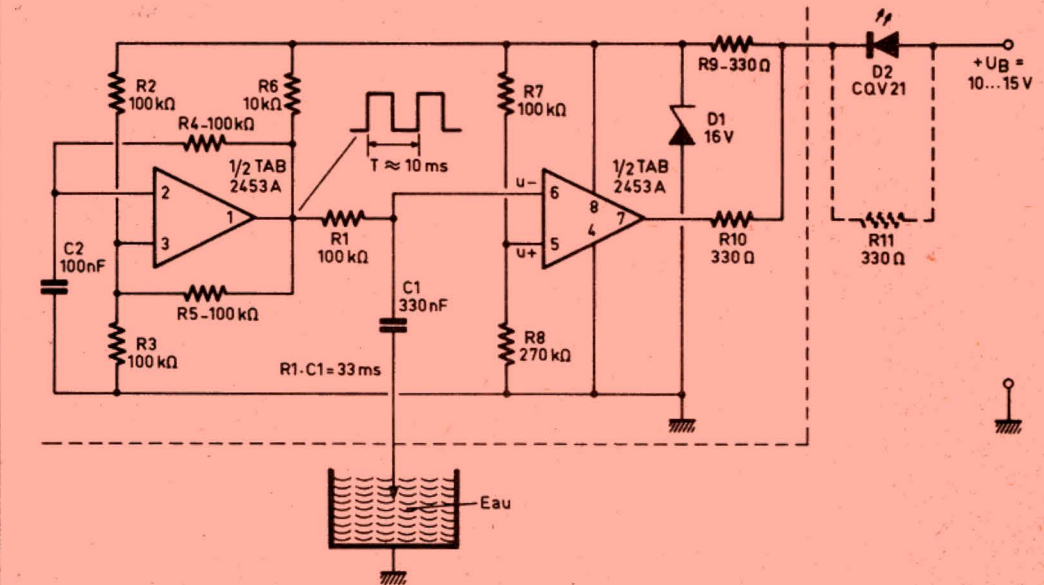 R2
100kΩ
R6
10kΩ
R4-100kΩ
1/2 TAB
2453A
2
3
1
C2
100nF
R5-100kΩ
R3
100kΩ
T ≈ 10 ms
R1
100kΩ
C1
330nF
R1·C1=33ms
R7
100kΩ
u-
u+
6
5
8
4
7
1/2 TAB
2453A
R8
270kΩ
R9-330Ω
D1
16V
R10
330Ω
D2
CQV21
R11
330Ω
+UB =
10...15V
Eau